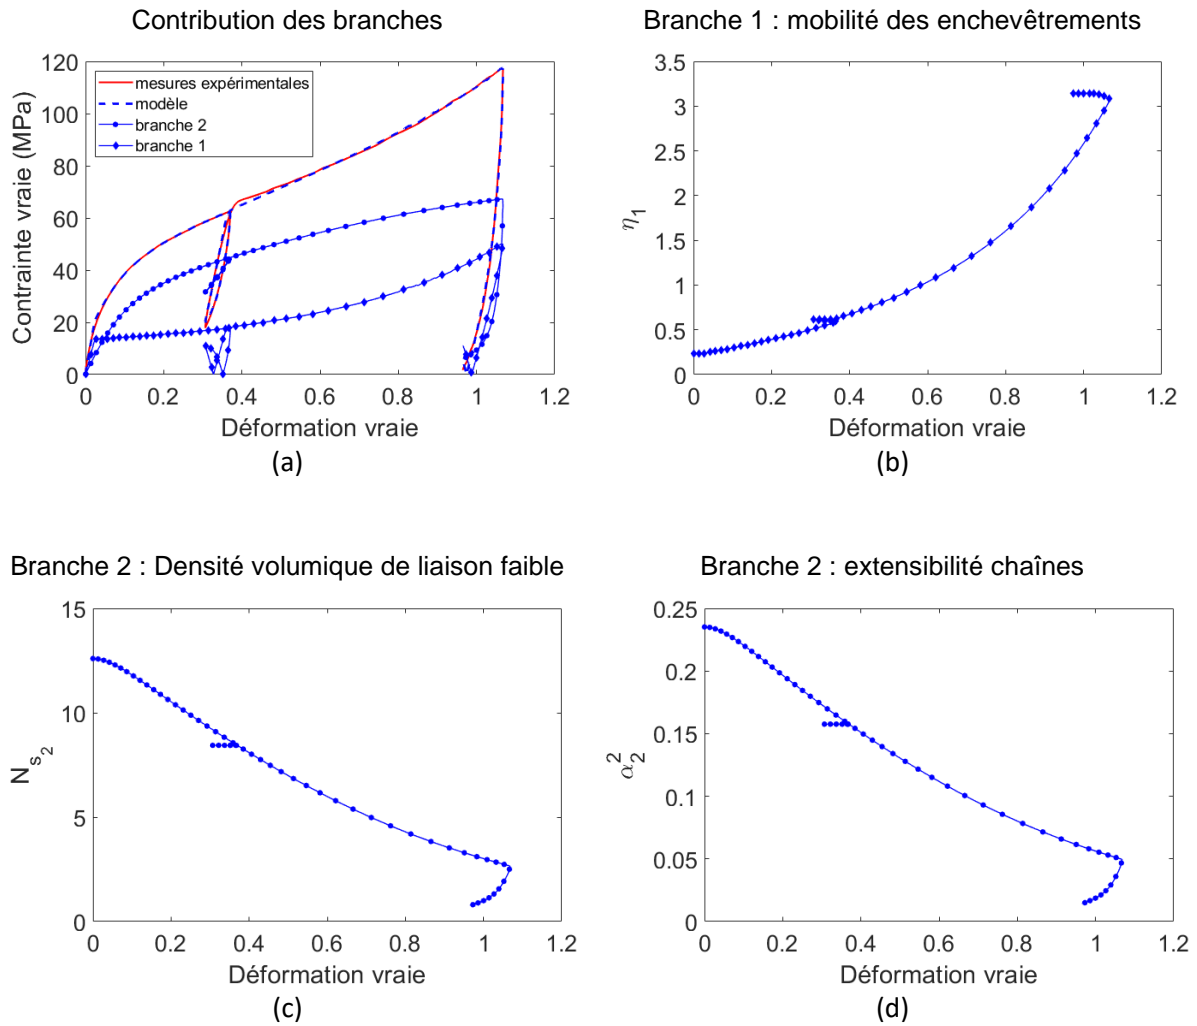 Contribution des branches
120
100
80
60
40
20
0
Contrainte vraie (MPa)
mesures expérimentales
modèle
branche 2
branche 1
0 0.2 0.4 0.6 0.8 1 1.2
Déformation vraie
(a)
Branche 1 : mobilité des enchevêtrements
3.5
3
2.5
2
1.5
1
0.5
0
η1
0 0.2 0.4 0.6 0.8 1 1.2
Déformation vraie
(b)
Branche 2 : Densité volumique de liaison faible
15
10
5
0
Ns2
0 0.2 0.4 0.6 0.8 1 1.2
Déformation vraie
(c)
Branche 2 : extensibilité chaînes
0.25
0.2
0.15
0.1
0.05
0
α22
0 0.2 0.4 0.6 0.8 1 1.2
Déformation vraie
(d)